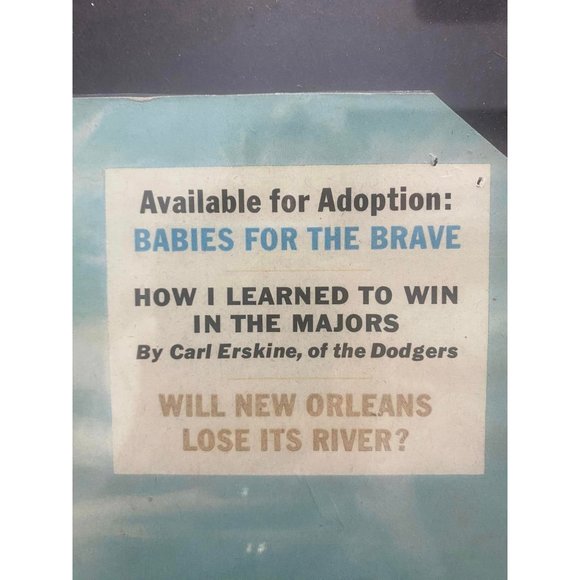 Available for Adoption:
BABIES FOR THE BRAVE
HOW I LEARNED TO WIN
IN THE MAJORS
By Carl Erskine, of the Dodgers
WILL NEW ORLEANS
LOSE ITS RIVER?